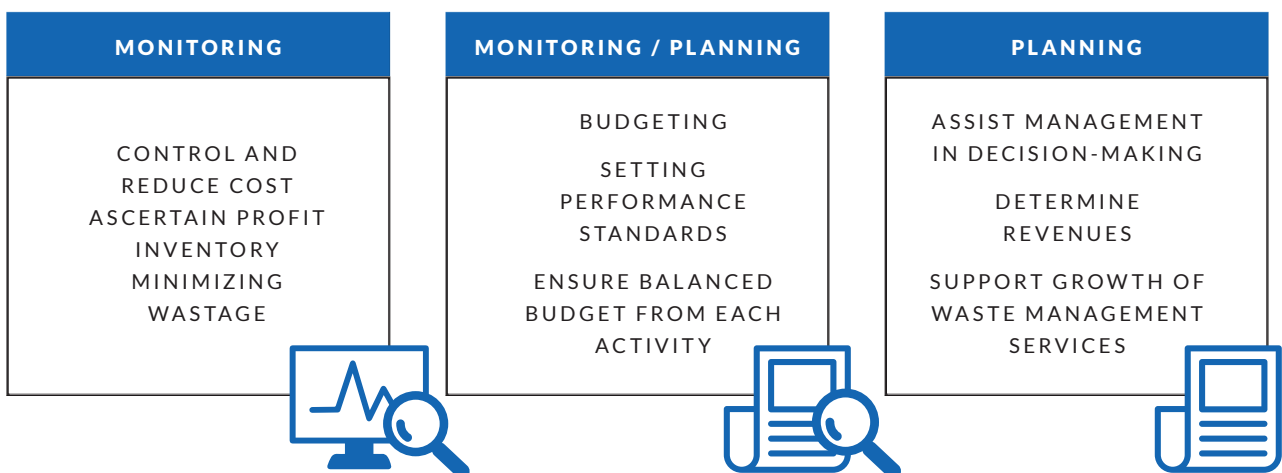 MONITORING
CONTROL AND
REDUCE COST
ASCERTAIN PROFIT
INVENTORY
MINIMIZING
WASTAGE
MONITORING / PLANNING
BUDGETING
SETTING
PERFORMANCE
STANDARDS
ENSURE BALANCED
BUDGET FROM EACH
ACTIVITY
PLANNING
ASSIST MANAGEMENT
IN DECISION-MAKING
DETERMINE
REVENUES
SUPPORT GROWTH OF
WASTE MANAGEMENT
SERVICES